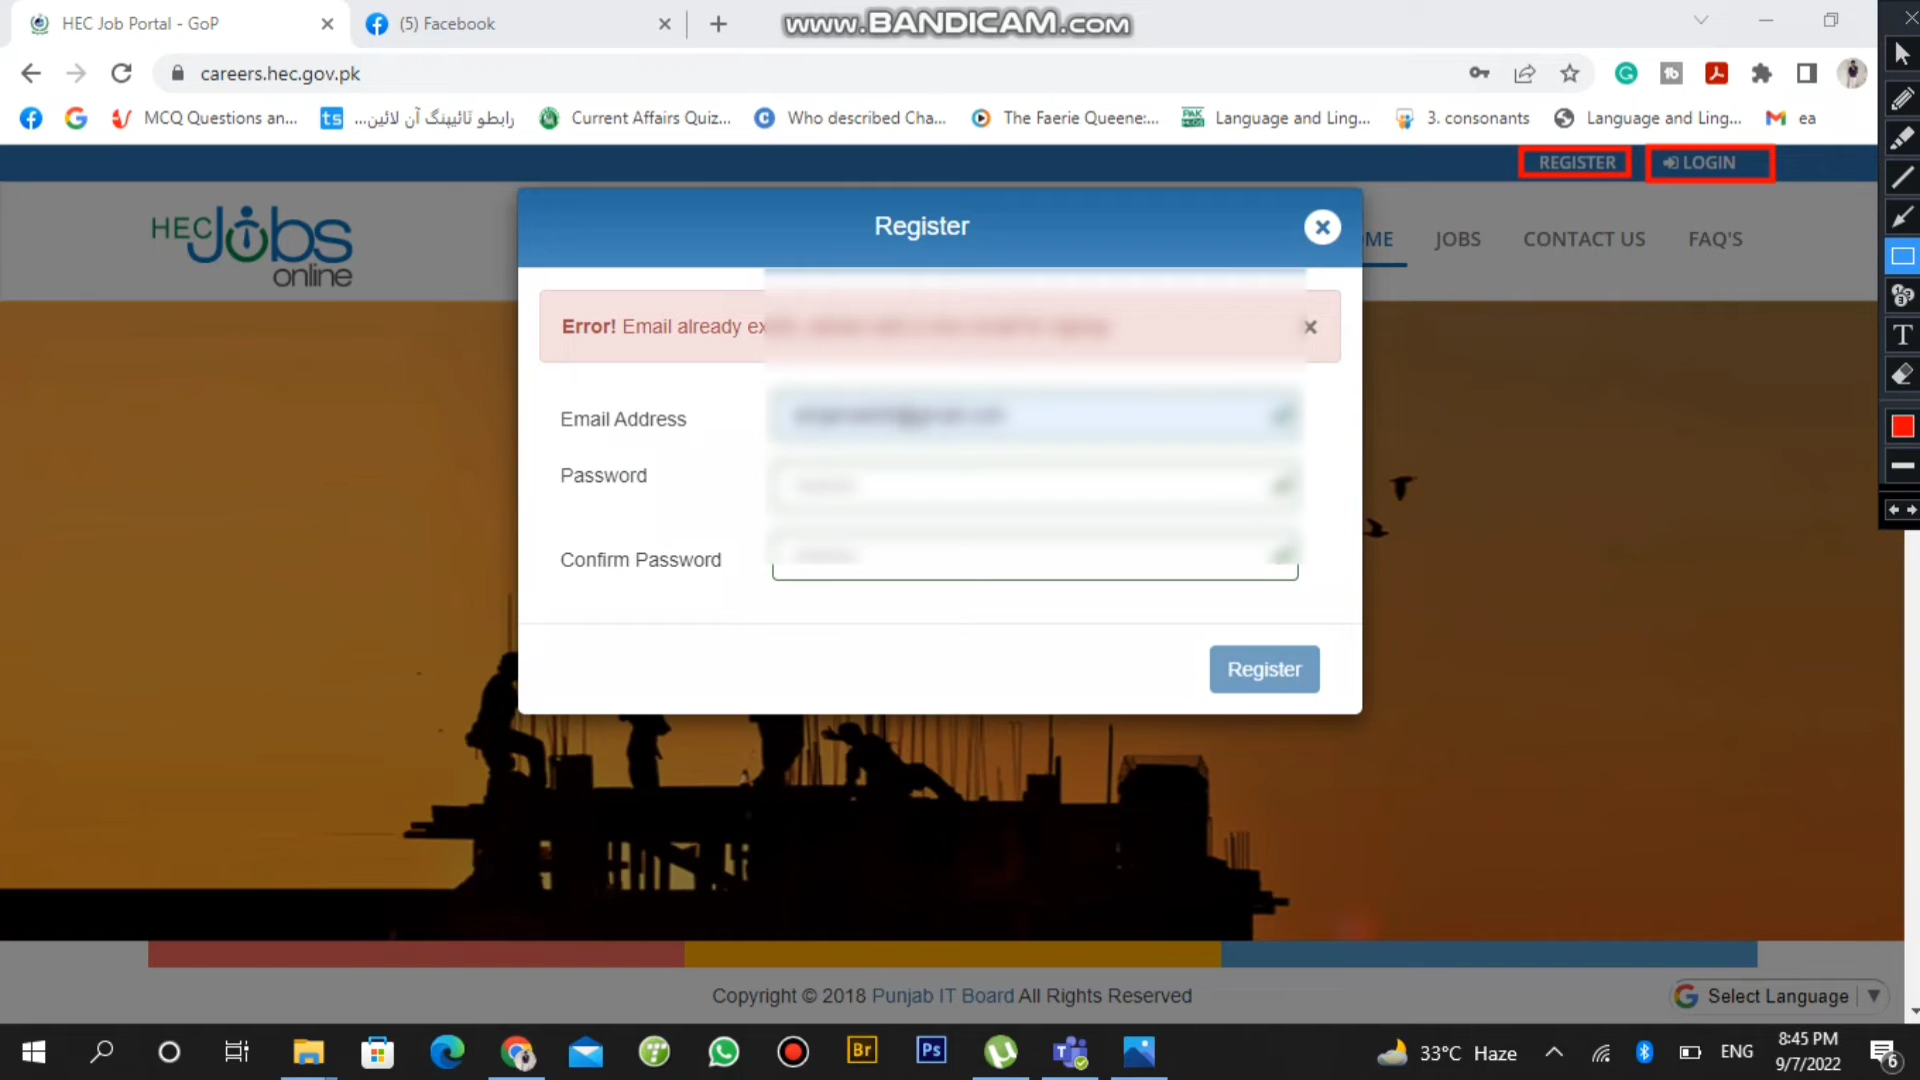 HEC Job Portal - GoP
(5) Facebook
www.BANDICAM.com
careers.hec.gov.pk
MCQ Questions an...
رابطو ٽائيپنگ آن لائين...
Current Affairs Quiz...
Who described Cha...
The Faerie Queene:...
Language and Ling...
3. consonants
Language and Ling...
ea
REGISTER
LOGIN
HEC Jobs
online
ME
JOBS
CONTACT US
FAQ'S
Register
Error! Email already
Email Address
Password
Confirm Password
Register
Copyright © 2018 Punjab IT Board All Rights Reserved
Select Language
33°C Haze
ENG
8:45 PM
9/7/2022
6